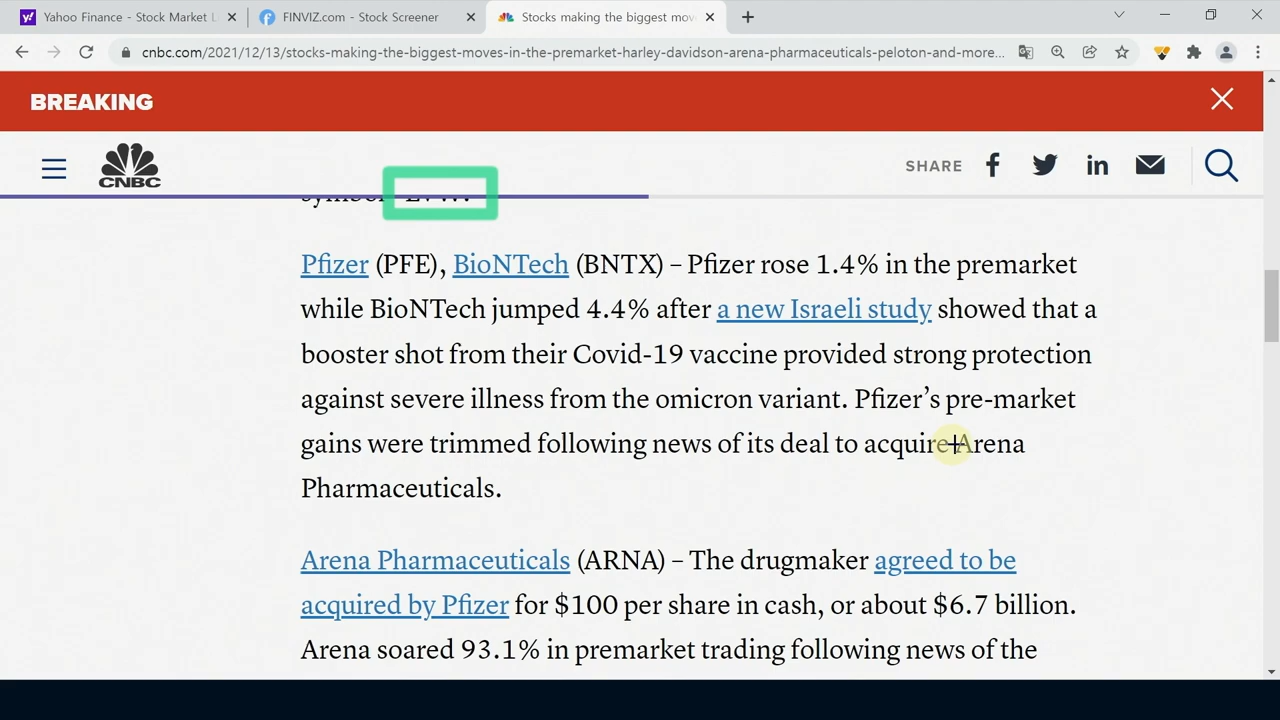 Yahoo Finance - Stock Market L
FINVIZ.com - Stock Screener
Stocks making the biggest mov
cnbc.com/2021/12/13/stocks-making-the-biggest-moves-in-the-premarket-harley-davidson-arena-pharmaceuticals-peloton-and-more...
BREAKING
CNBC
SHARE
symbol
Pfizer (PFE), BioNTech (BNTX) – Pfizer rose 1.4% in the premarket
while BioNTech jumped 4.4% after a new Israeli study showed that a
booster shot from their Covid-19 vaccine provided strong protection
against severe illness from the omicron variant. Pfizer’s pre-market
gains were trimmed following news of its deal to acquire Arena
Pharmaceuticals.
Arena Pharmaceuticals (ARNA) – The drugmaker agreed to be
acquired by Pfizer for $100 per share in cash, or about $6.7 billion.
Arena soared 93.1% in premarket trading following news of the